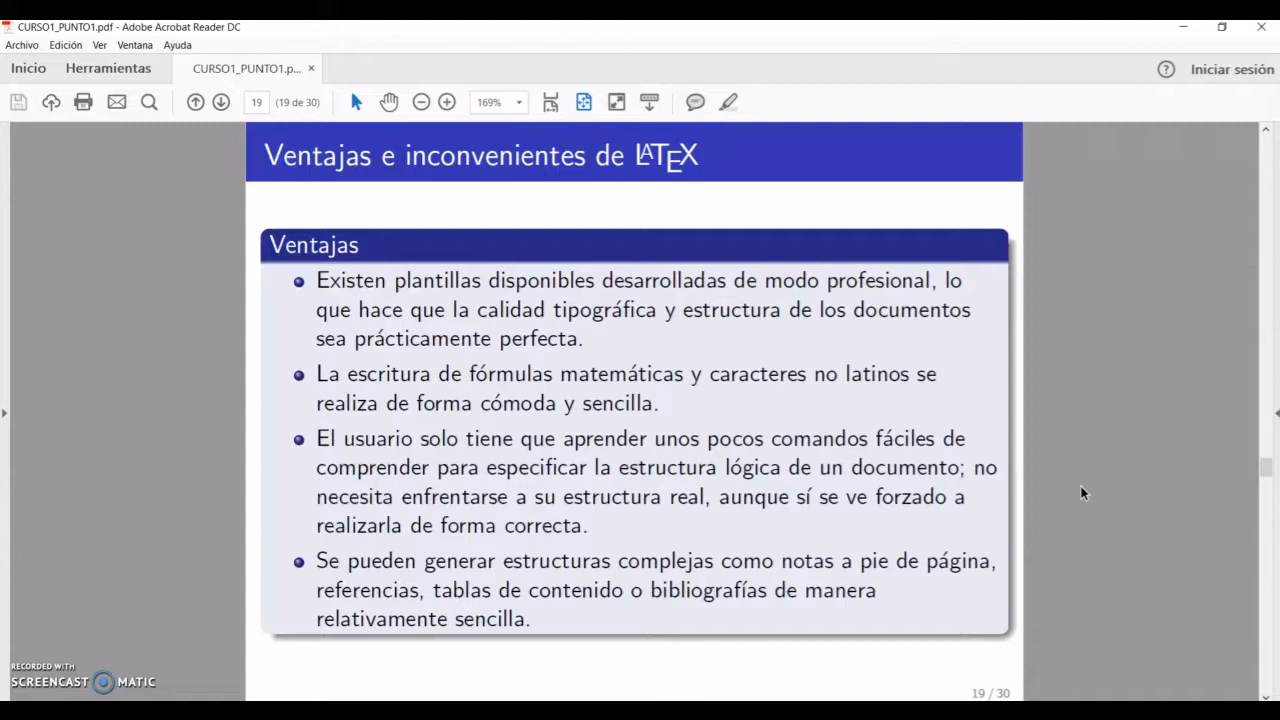 CURSO1_PUNTO1.pdf - Adobe Acrobat Reader DC
Archivo Edición Ver Ventana Ayuda
Inicio Herramientas CURSO1_PUNTO1.p... × Iniciar sesión
19 (19 de 30) 169%
Ventajas e inconvenientes de LATEX
Ventajas
Existen plantillas disponibles desarrolladas de modo profesional, lo
que hace que la calidad tipográfica y estructura de los documentos
sea prácticamente perfecta.
La escritura de fórmulas matemáticas y caracteres no latinos se
realiza de forma cómoda y sencilla.
El usuario solo tiene que aprender unos pocos comandos fáciles de
comprender para especificar la estructura lógica de un documento; no
necesita enfrentarse a su estructura real, aunque sí se ve forzado a
realizarla de forma correcta.
Se pueden generar estructuras complejas como notas a pie de página,
referencias, tablas de contenido o bibliografías de manera
relativamente sencilla.
RECORDED WITH
SCREENCAST MATIC
19 / 30